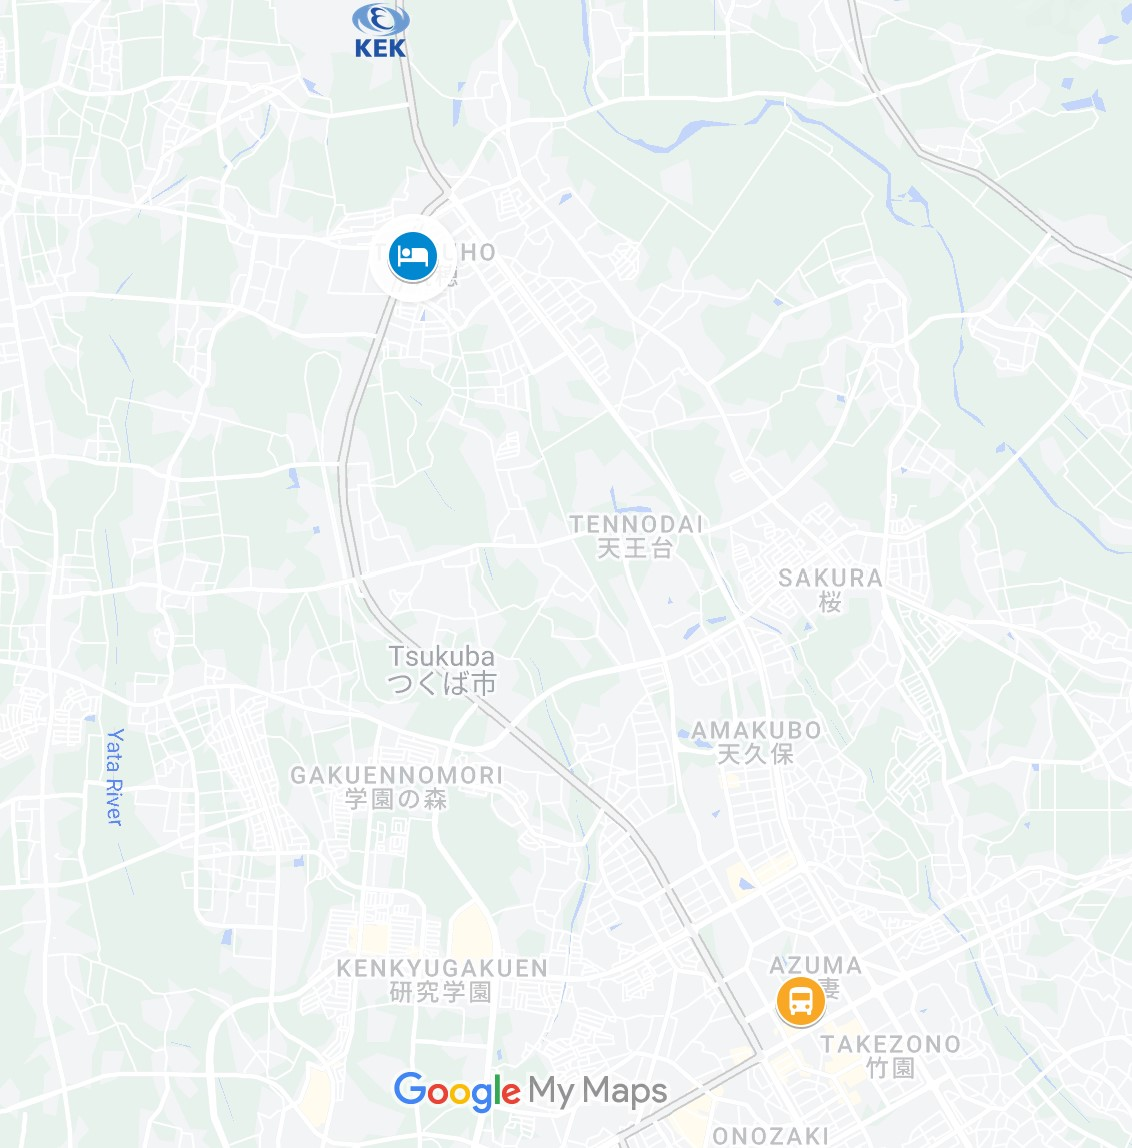 KEK
HO
TENNODAI
天王台
SAKURA
桜
Tsukuba
つくば市
AMAKUBO
天久保
Yata River
GAKUENNOMORI
学園の森
KENKYUGAKUEN
研究学園
AZUMA
妻
TAKEZONO
竹園
Google My Maps
ONOZAKI